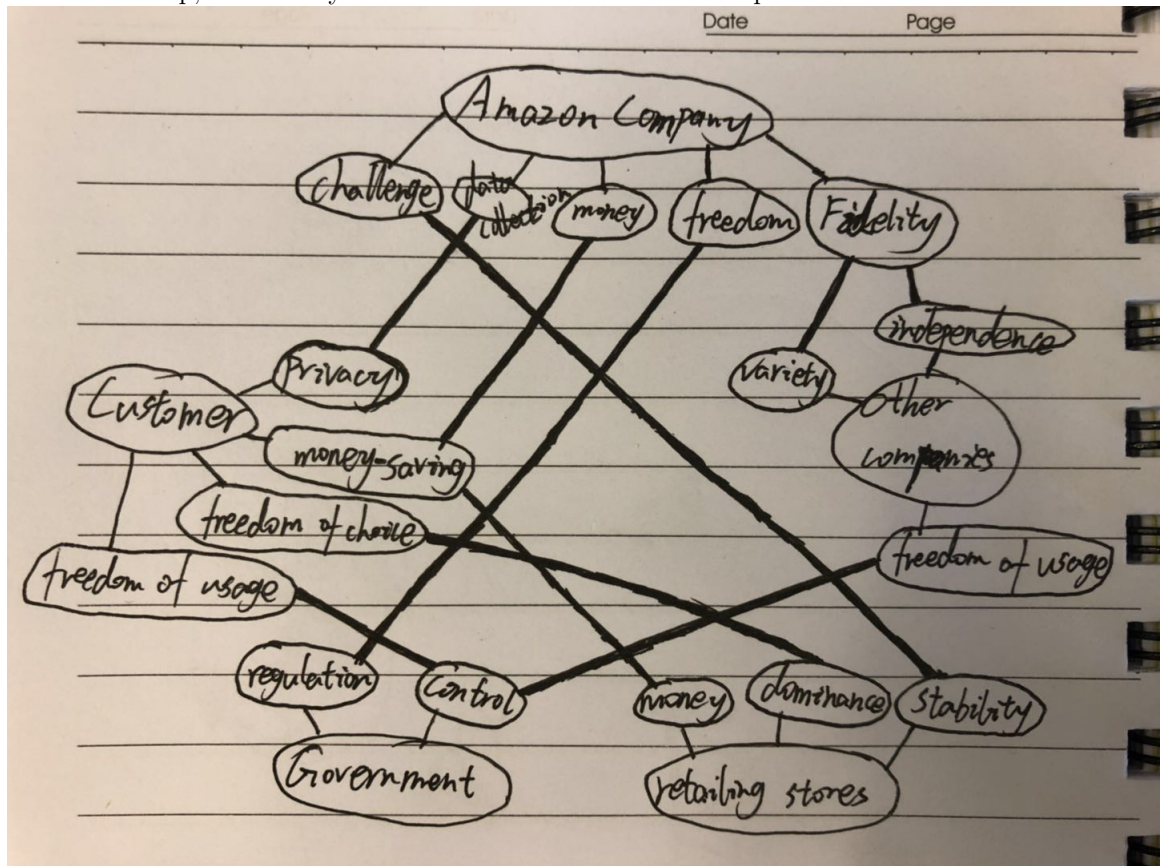 Date Page
Amazon Company
challenge
data collection
money
freedom
Fidelity
independence
Privacy
variety
Customer
Other
companies
money-saving
freedom of choice
freedom of usage
freedom of usage
regulation
control
money
dominance
stability
Government
retailing stores